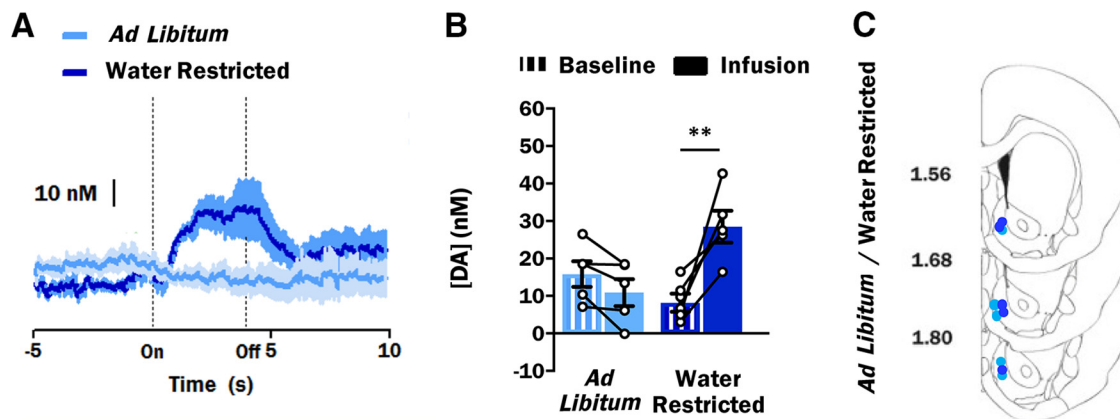 A
Ad Libitum
Water Restricted
10 nM
-5
On
Off
5
10
Time (s)
B
Baseline
Infusion
**
[DA] (nM)
60
50
40
30
20
10
0
-10
Ad Libitum
Water Restricted
C
Ad Libitum / Water Restricted
1.56
1.68
1.80